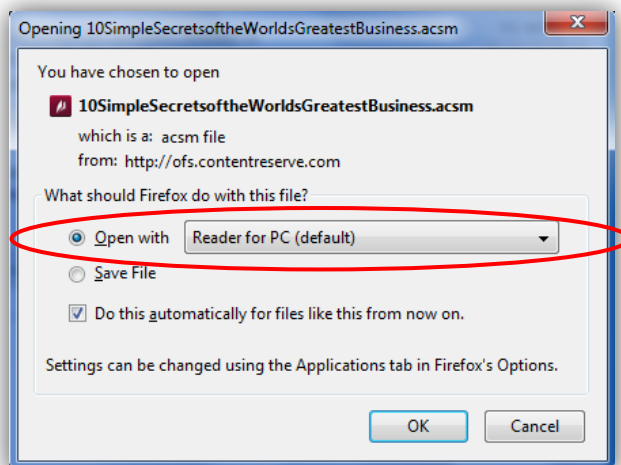 Opening 10SimpleSecretsoftheWorldsGreatestBusiness.acsm
You have chosen to open
10SimpleSecretsoftheWorldsGreatestBusiness.acsm
which is a: acsm file
from: http://ofs.contentreserve.com
What should Firefox do with this file?
Open with Reader for PC (default)
Save File
Do this automatically for files like this from now on.
Settings can be changed using the Applications tab in Firefox's Options.
OK Cancel